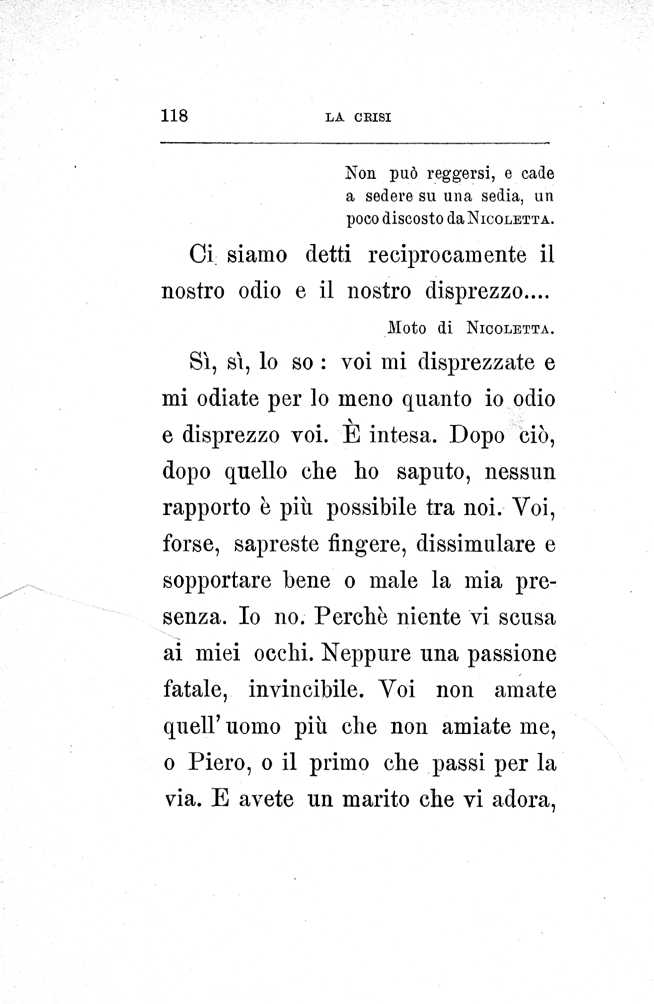 118 LA CRISI
Non può reggersi, e cade
a sedere su una sedia, un
poco discosto da NICOLETTA.
Ci siamo detti reciprocamente il
nostro odio e il nostro disprezzo....
Moto di NICOLETTA.
Sì, sì, lo so : voi mi disprezzate e
mi odiate per lo meno quanto io odio
e disprezzo voi. È intesa. Dopo ciò,
dopo quello che ho saputo, nessun
rapporto è più possibile tra noi. Voi,
forse, sapreste fingere, dissimulare e
sopportare bene o male la mia pre-
senza. Io no. Perchè niente vi scusa
ai miei occhi. Neppure una passione
fatale, invincibile. Voi non amate
quell' uomo più che non amiate me,
o Piero, o il primo che passi per la
via. E avete un marito che vi adora,